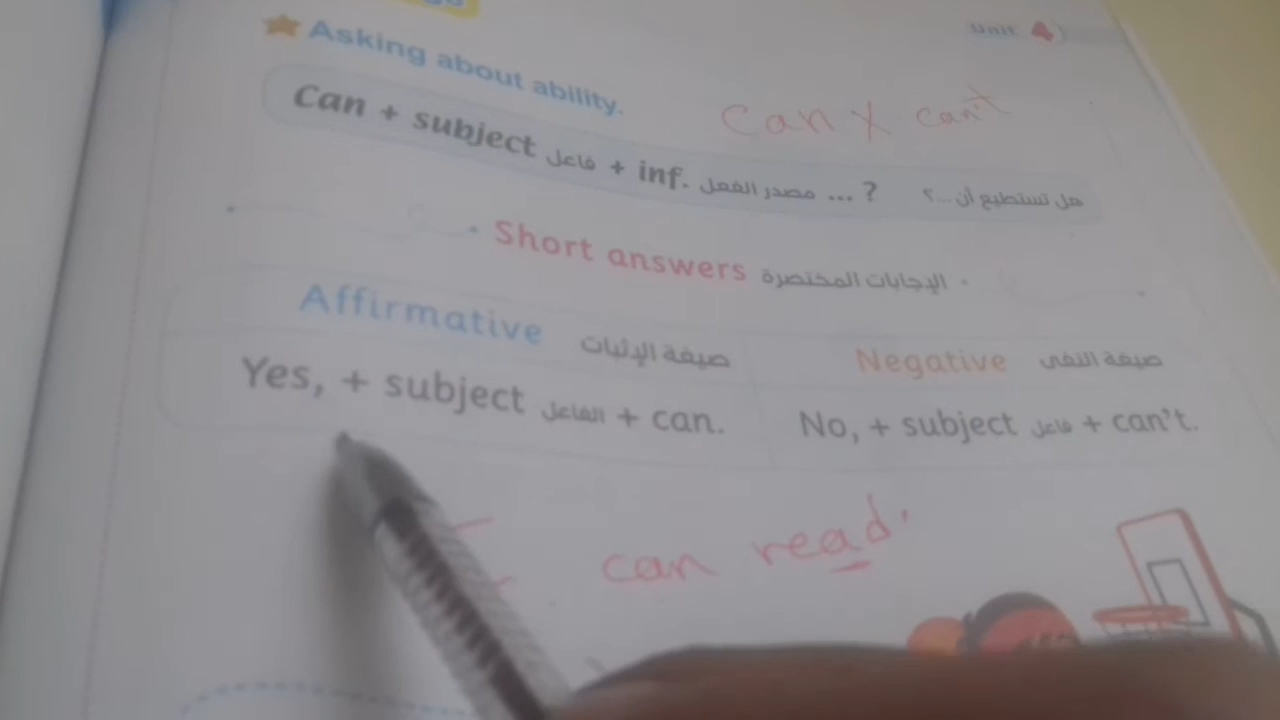 Unit 4
Asking about ability.
can X can't
Can + subject فاعل + inf. مصدر الفعل ... ? هل تستطيع أن ...؟
Short answers الإجابات المختصرة
Affirmative صيغة الإثبات
Negative صيغة النفى
Yes, + subject الفاعل + can.
No, + subject فاعل + can't.
can read.